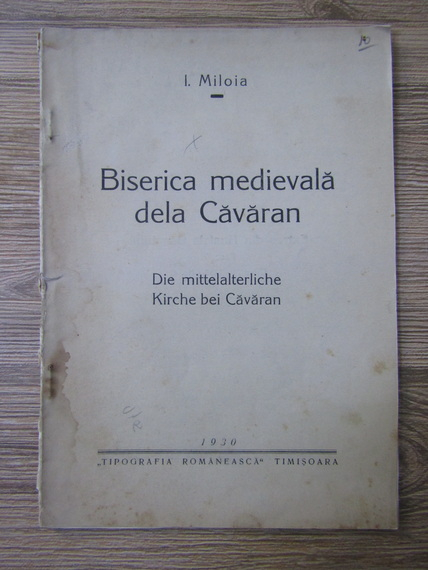 I. Miloia
Biserica medievală
dela Căvăran
Die mittelalterliche
Kirche bei Căvăran
1930
„TIPOGRAFIA ROMÂNEASCĂ“ TIMIȘOARA